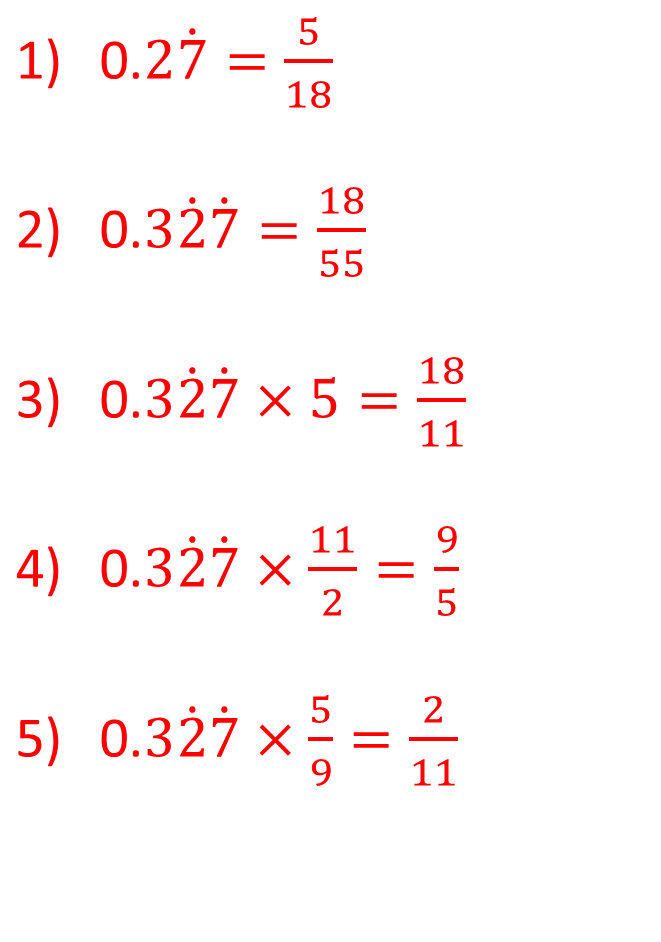 1) 0.27̇ = 5/18
2) 0.32̇7̇ = 18/55
3) 0.32̇7̇ × 5 = 18/11
4) 0.32̇7̇ × 11/2 = 9/5
5) 0.32̇7̇ × 5/9 = 2/11